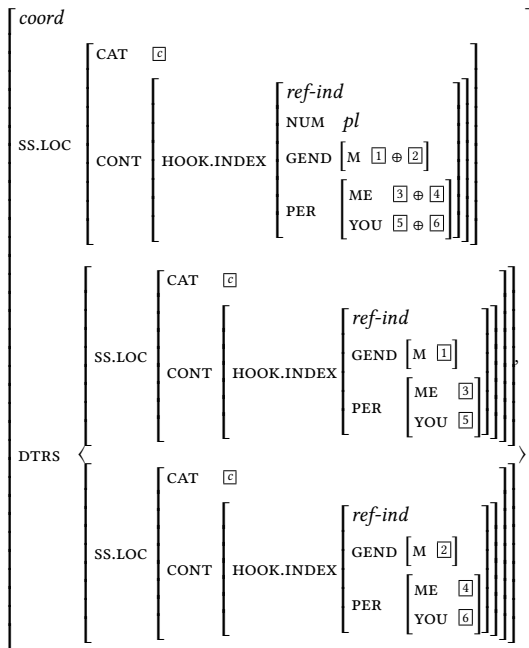 coord
CAT c
ref-ind
NUM pl
SS.LOC
CONT HOOK.INDEX GEND [M 1 ⊕ 2]
PER ME 3 ⊕ 4
YOU 5 ⊕ 6
CAT c
ref-ind
SS.LOC GEND [M 1]
CONT HOOK.INDEX
PER ME 3
YOU 5
,
DTRS ⟨ ⟩
CAT c
ref-ind
SS.LOC GEND [M 2]
CONT HOOK.INDEX
PER ME 4
YOU 6